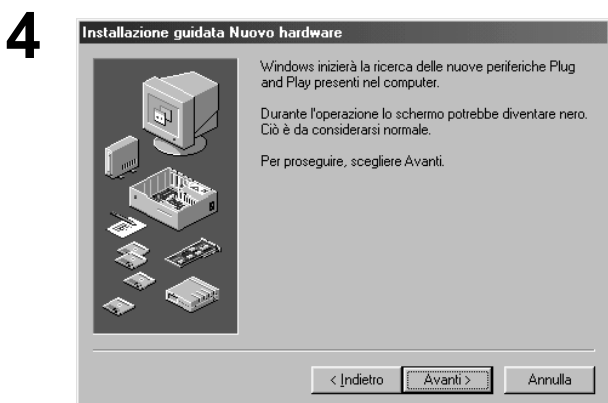 4
Installazione guidata Nuovo hardware
Windows inizierà la ricerca delle nuove periferiche Plug
and Play presenti nel computer.
Durante l'operazione lo schermo potrebbe diventare nero.
Ciò è da considerarsi normale.
Per proseguire, scegliere Avanti.
< Indietro Avanti > Annulla